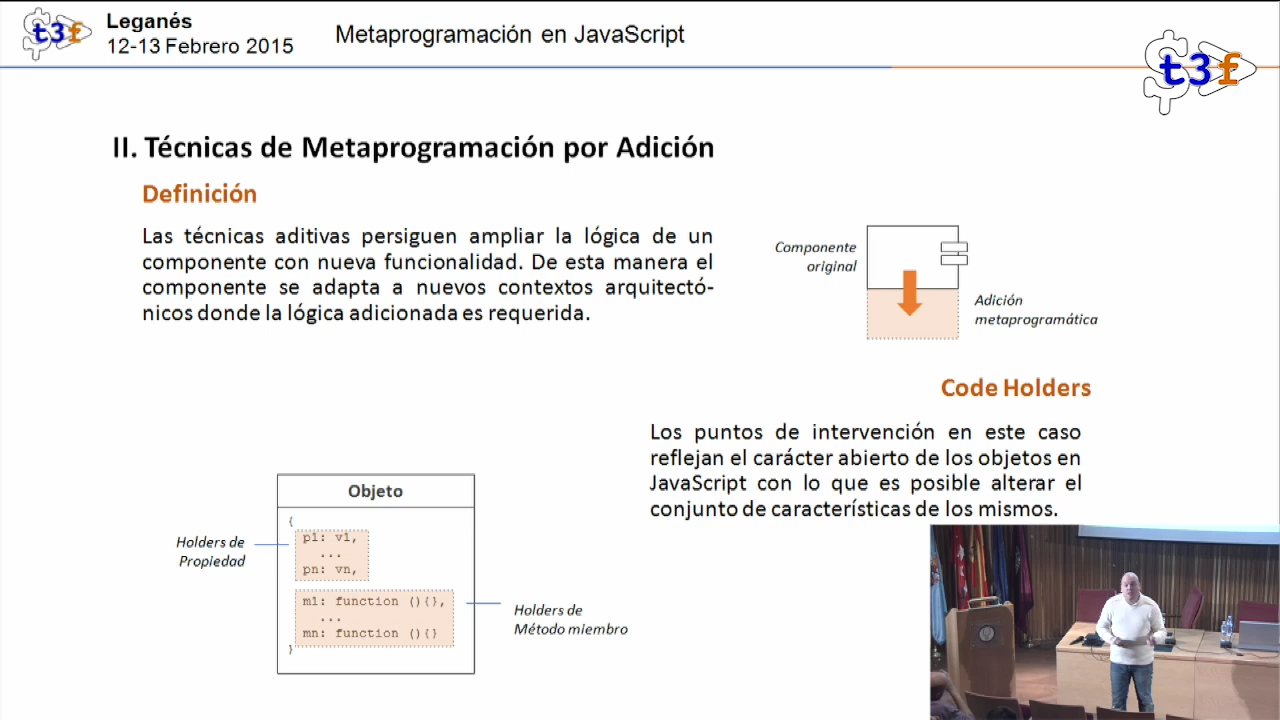 t3f
Leganés
12-13 Febrero 2015
Metaprogramación en JavaScript
t3f
II. Técnicas de Metaprogramación por Adición
Definición
Las técnicas aditivas persiguen ampliar la lógica de un
componente con nueva funcionalidad. De esta manera el
componente se adapta a nuevos contextos arquitectó-
nicos donde la lógica adicionada es requerida.
Componente
original
Adición
metaprogramática
Code Holders
Los puntos de intervención en este caso
reflejan el carácter abierto de los objetos en
JavaScript con lo que es posible alterar el
conjunto de características de los mismos.
Objeto
{
p1: v1,
...
pn: vn,
m1: function (){},
...
mn: function (){}
}
Holders de
Propiedad
Holders de
Método miembro